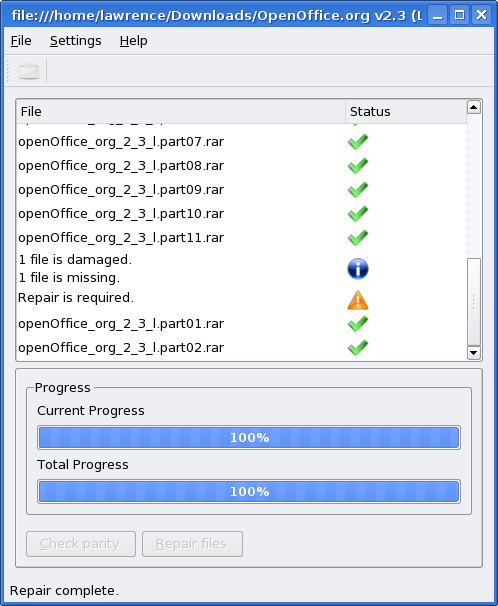 file:///home/lawrence/Downloads/OpenOffice.org v2.3 (L
File Settings Help
File Status
openOffice_org_2_3_l.part07.rar
openOffice_org_2_3_l.part08.rar
openOffice_org_2_3_l.part09.rar
openOffice_org_2_3_l.part10.rar
openOffice_org_2_3_l.part11.rar
1 file is damaged.
1 file is missing.
Repair is required.
openOffice_org_2_3_l.part01.rar
openOffice_org_2_3_l.part02.rar
Progress
Current Progress
100%
Total Progress
100%
Check parity Repair files
Repair complete.